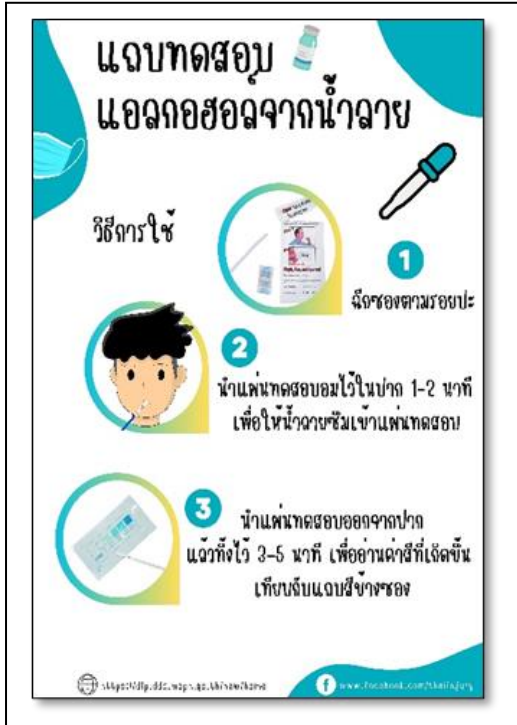 แถบทดสอบ
แอลกอฮอล์จากน้ำลาย
วิธีการใช้
1
ฉีกซองตามรอยปะ
2
นำแผ่นทดสอบอมไว้ในปาก 1-2 นาที
เพื่อให้น้ำลายซึมเข้าแผ่นทดสอบ
3
นำแผ่นทดสอบออกจากปาก
แล้วทิ้งไว้ 3-5 นาที เพื่ออ่านค่าสีที่เกิดขึ้น
เทียบกับแถบสีข้างซอง
www.facebook.com/thaiinjury